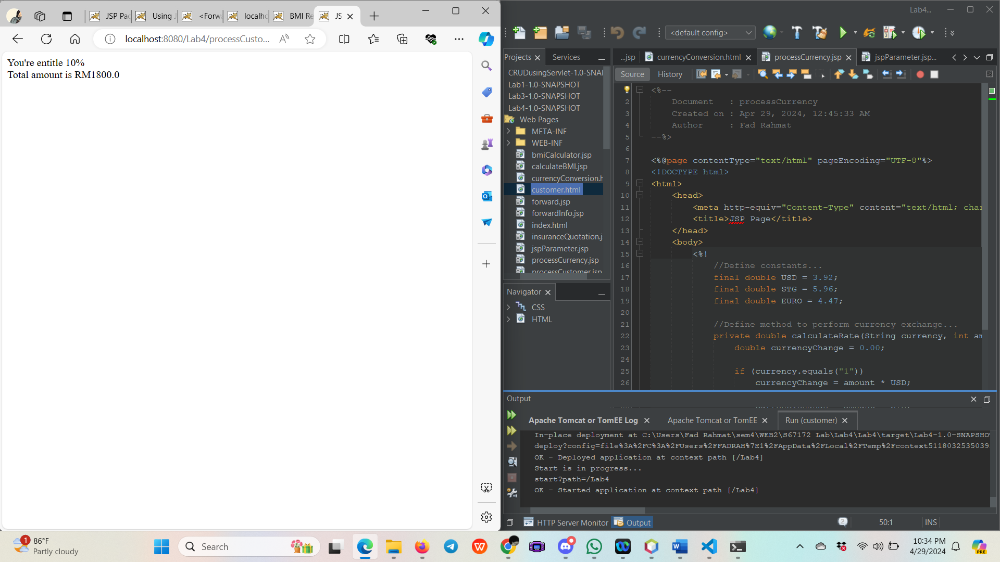 JSP Pag
Using J
<Forw
localho
BMI Re
JS
localhost:8080/Lab4/processCusto...
You're entitle 10%
Total amount is RM1800.0
Lab4...
<default config>
Projects
Services
CRUDusingServlet-1.0-SNA
Lab1-1.0-SNAPSHOT
Lab3-1.0-SNAPSHOT
Lab4-1.0-SNAPSHOT
Web Pages
META-INF
WEB-INF
bmiCalculator.jsp
calculateBMI.jsp
currencyConversion.h
customer.html
forward.jsp
forwardInfo.jsp
index.html
insuranceQuotation.j
jspParameter.jsp
processCurrency.jsp
processCustomer.jsp
Navigator
CSS
HTML
...jsp
currencyConversion.html
processCurrency.jsp
jspParameter.jsp...
Source
History
<%--
2 Document : processCurrency
3 Created on : Apr 29, 2024, 12:45:33 AM
4 Author : Fad Rahmat
5 --%>
6
7 <%@page contentType="text/html" pageEncoding="UTF-8"%>
8 <!DOCTYPE html>
9 <html>
10 <head>
11 <meta http-equiv="Content-Type" content="text/html; char
12 <title>JSP Page</title>
13 </head>
14 <body>
15 <%!
16 //Define constants...
17 final double USD = 3.92;
18 final double STG = 5.96;
19 final double EURO = 4.47;
20
21 //Define method to perform currency exchange...
22 private double calculateRate(String currency, int am
23 double currencyChange = 0.00;
24
25 if (currency.equals("1"))
26 currencyChange = amount * USD;
Output
Apache Tomcat or TomEE Log
Apache Tomcat or TomEE
Run (customer)
In-place deployment at C:\Users\Fad Rahmat\sem4\WEB2\S67172 Lab\Lab4\Lab4\target\Lab4-1.0-SNAPSHO
deploy?config=file%3A%2FC%3A%2FUsers%2FFADRAH%7E1%2FAppData%2FLocal%2FTemp%2Fcontext5118032535039
OK - Deployed application at context path [/Lab4]
Start is in progress...
start?path=/Lab4
OK - Started application at context path [/Lab4]
HTTP Server Monitor
Output
2
50:1
INS
1
86°F
Partly cloudy
Search
10:34 PM
4/29/2024
PRE